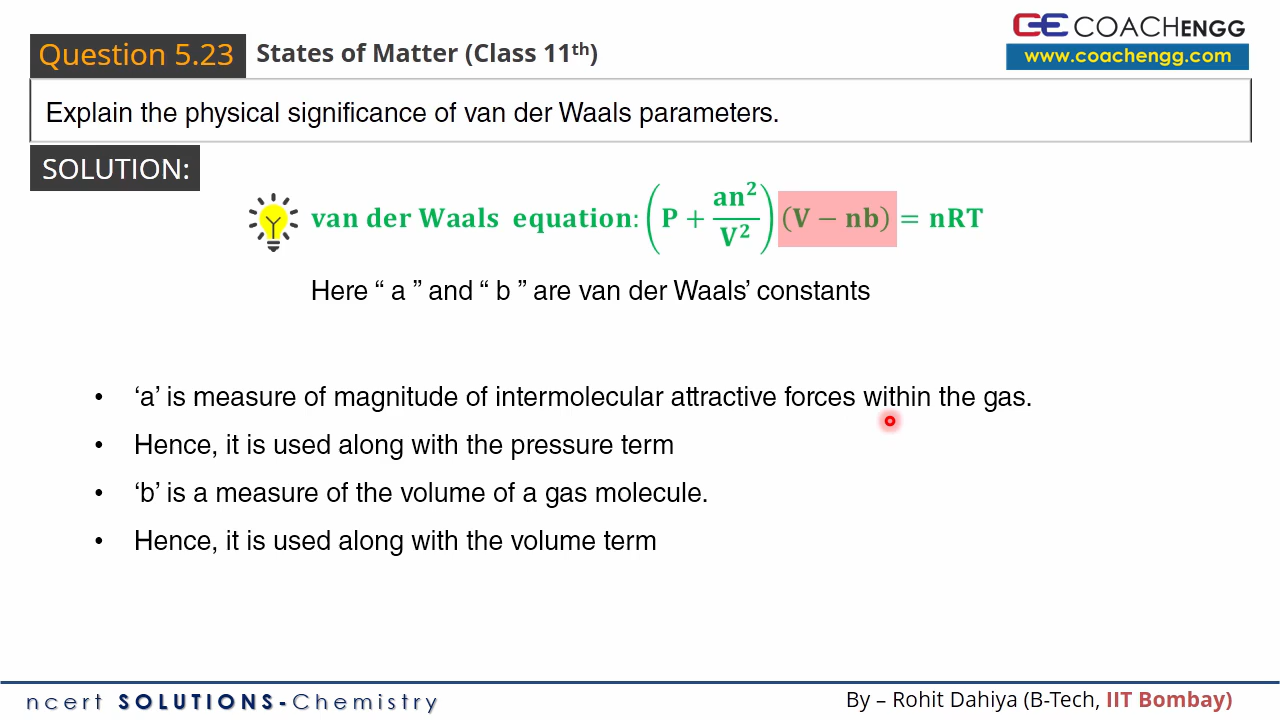 CE COACHENGG
www.coachengg.com
Question 5.23 States of Matter (Class 11th)
Explain the physical significance of van der Waals parameters.
SOLUTION:
van der Waals equation: (P + an²/V²) (V − nb) = nRT
Here “ a ” and “ b ” are van der Waals’ constants
• ‘a’ is measure of magnitude of intermolecular attractive forces within the gas.
• Hence, it is used along with the pressure term
• ‘b’ is a measure of the volume of a gas molecule.
• Hence, it is used along with the volume term
ncert SOLUTIONS-Chemistry
By – Rohit Dahiya (B-Tech, IIT Bombay)